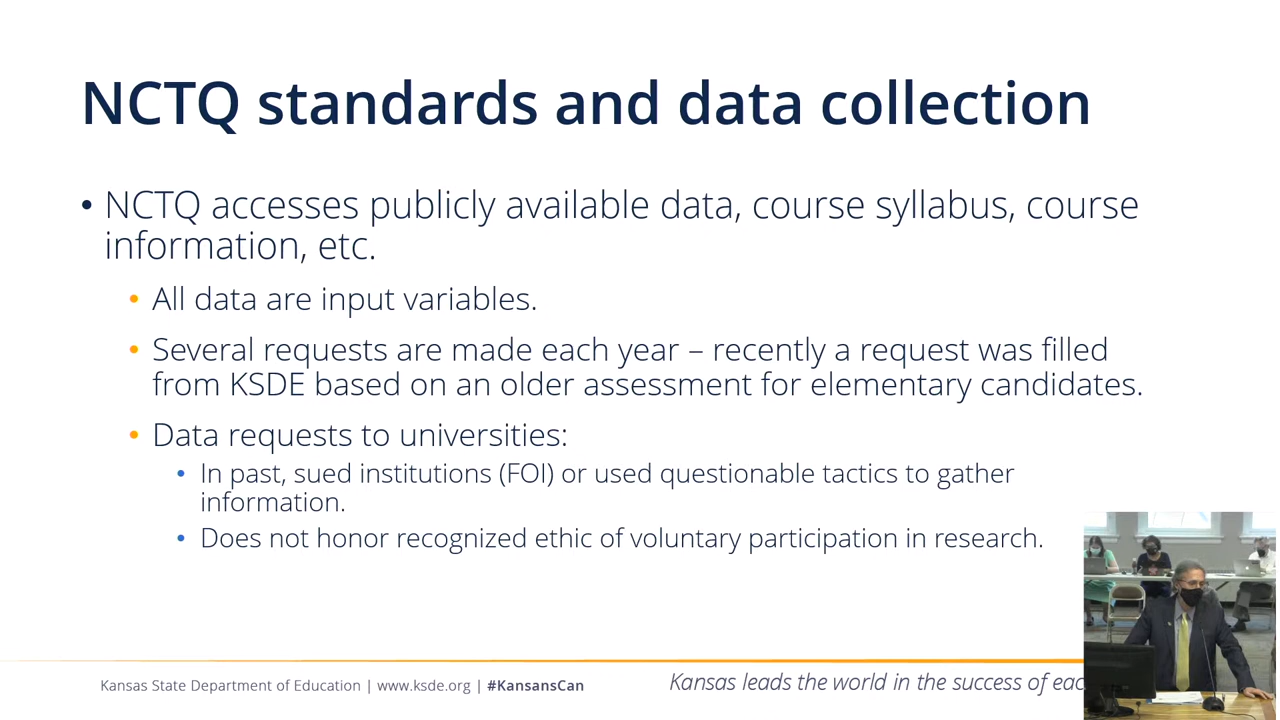 NCTQ standards and data collection
• NCTQ accesses publicly available data, course syllabus, course
information, etc.
• All data are input variables.
• Several requests are made each year – recently a request was filled
from KSDE based on an older assessment for elementary candidates.
• Data requests to universities:
• In past, sued institutions (FOI) or used questionable tactics to gather
information.
• Does not honor recognized ethic of voluntary participation in research.
Kansas State Department of Education | www.ksde.org | #KansansCan
Kansas leads the world in the success of